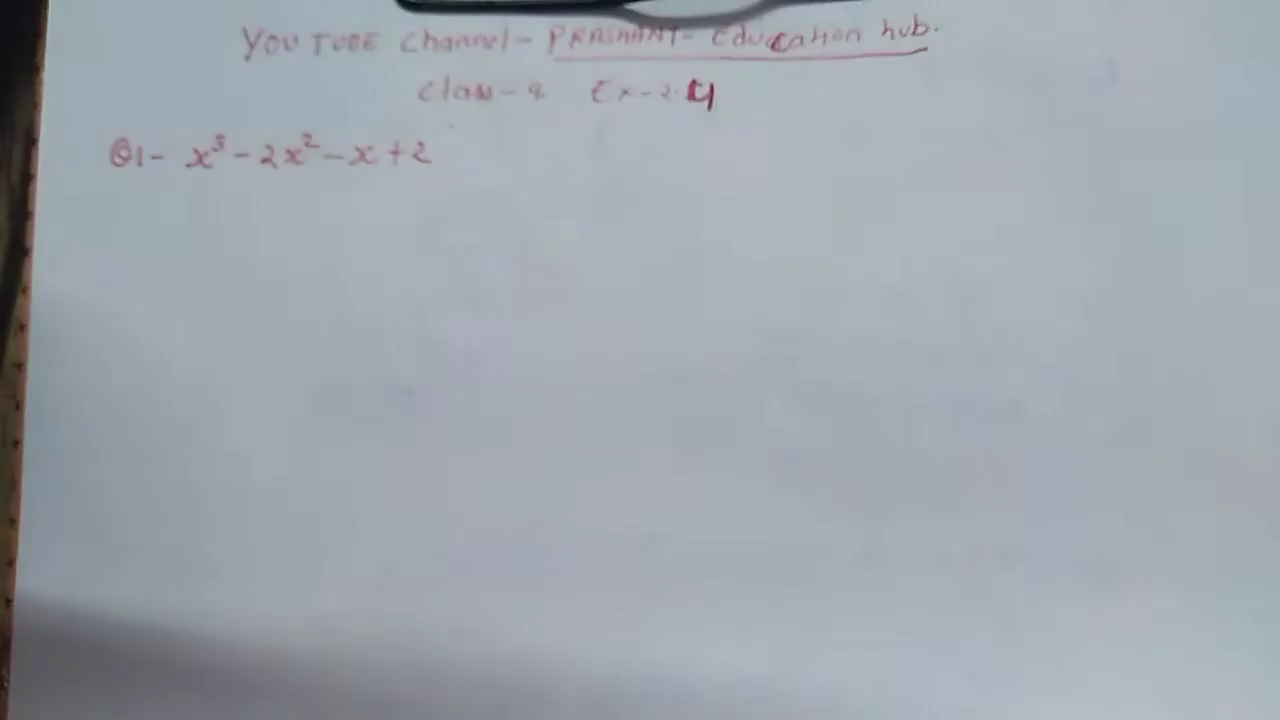 YOU TUBE Channel- PRASHANT- Education hub.
Class-9 Ex-2.4
Q1- x³-2x²-x+2